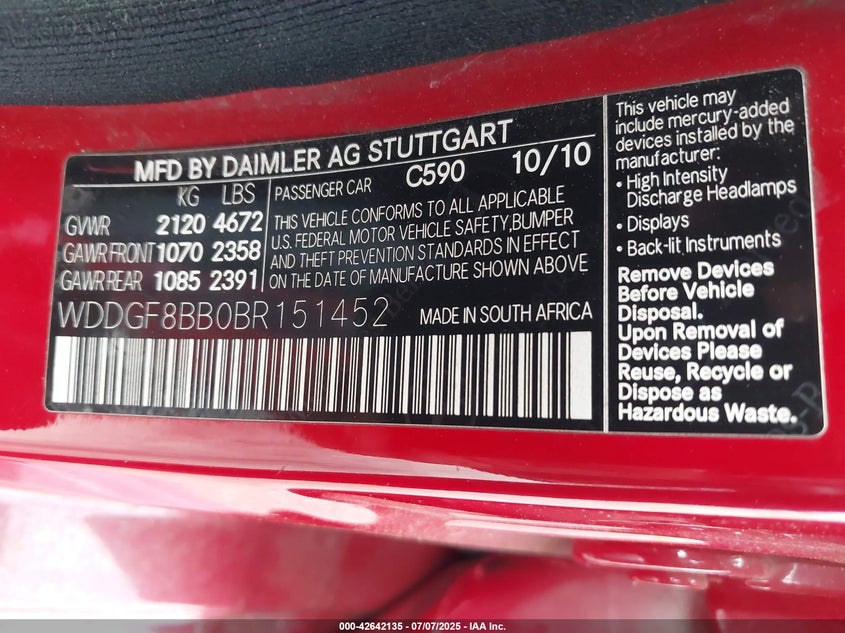 MFD BY DAIMLER AG STUTTGART
KG LBS
GVWR 2120 4672
GAWR FRONT 1070 2358
GAWR REAR 1085 2391
PASSENGER CAR C590 10/10
THIS VEHICLE CONFORMS TO ALL APPLICABLE
U.S. FEDERAL MOTOR VEHICLE SAFETY, BUMPER
AND THEFT PREVENTION STANDARDS IN EFFECT
ON THE DATE OF MANUFACTURE SHOWN ABOVE
WDDGF8BB0BR151452 MADE IN SOUTH AFRICA
This vehicle may
include mercury-added
devices installed by the
manufacturer:
• High Intensity
Discharge Headlamps
• Displays
• Back-lit Instruments
Remove Devices
Before Vehicle
Disposal.
Upon Removal of
Devices Please
Reuse, Recycle or
Dispose as
Hazardous Waste.
000-42642135 - 07/07/2025 - IAA Inc.